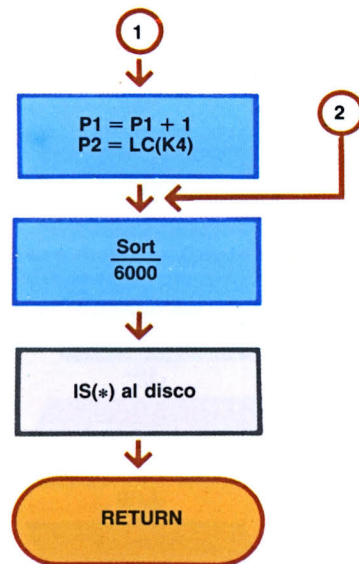 1
P1 = P1 + 1
P2 = LC(K4)
2
Sort
6000
IS(*) al disco
RETURN